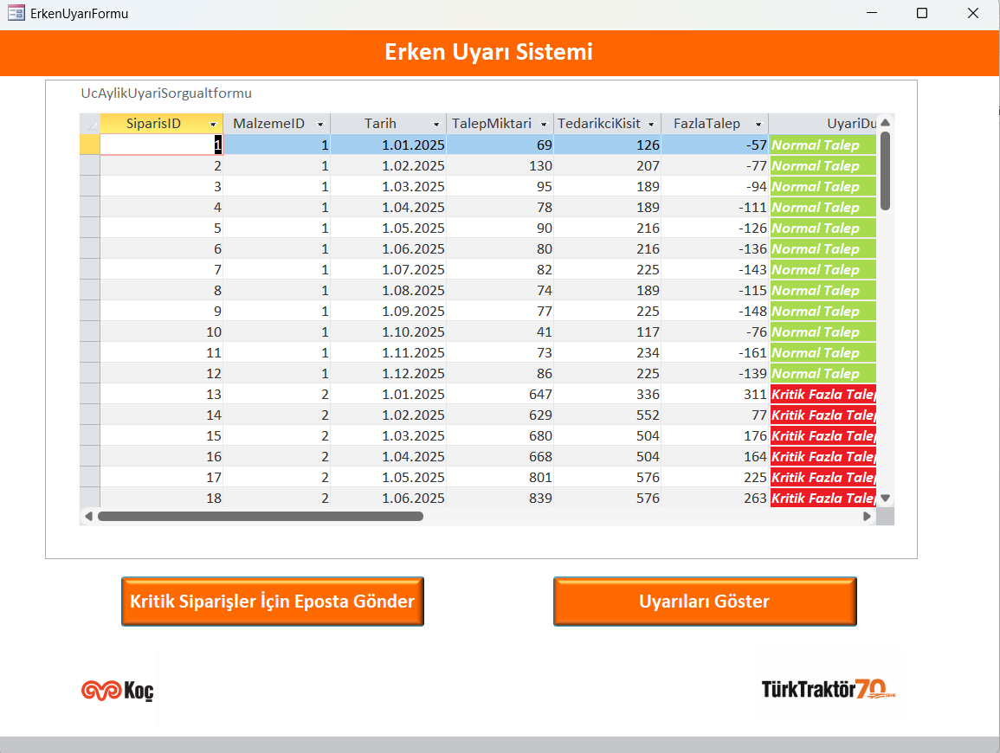 ErkenUyarıFormu
Erken Uyarı Sistemi
UcAylikUyariSorgualtformu
SiparisID MalzemeID Tarih TalepMiktari TedarikciKisit FazlaTalep UyariDu
1 1 1.01.2025 69 126 -57 Normal Talep
2 1 1.02.2025 130 207 -77 Normal Talep
3 1 1.03.2025 95 189 -94 Normal Talep
4 1 1.04.2025 78 189 -111 Normal Talep
5 1 1.05.2025 90 216 -126 Normal Talep
6 1 1.06.2025 80 216 -136 Normal Talep
7 1 1.07.2025 82 225 -143 Normal Talep
8 1 1.08.2025 74 189 -115 Normal Talep
9 1 1.09.2025 77 225 -148 Normal Talep
10 1 1.10.2025 41 117 -76 Normal Talep
11 1 1.11.2025 73 234 -161 Normal Talep
12 1 1.12.2025 86 225 -139 Normal Talep
13 2 1.01.2025 647 336 311 Kritik Fazla Talep
14 2 1.02.2025 629 552 77 Kritik Fazla Talep
15 2 1.03.2025 680 504 176 Kritik Fazla Talep
16 2 1.04.2025 668 504 164 Kritik Fazla Talep
17 2 1.05.2025 801 576 225 Kritik Fazla Talep
18 2 1.06.2025 839 576 263 Kritik Fazla Talep
Kritik Siparişler İçin Eposta Gönder Uyarıları Göster
Koç TürkTraktör 70